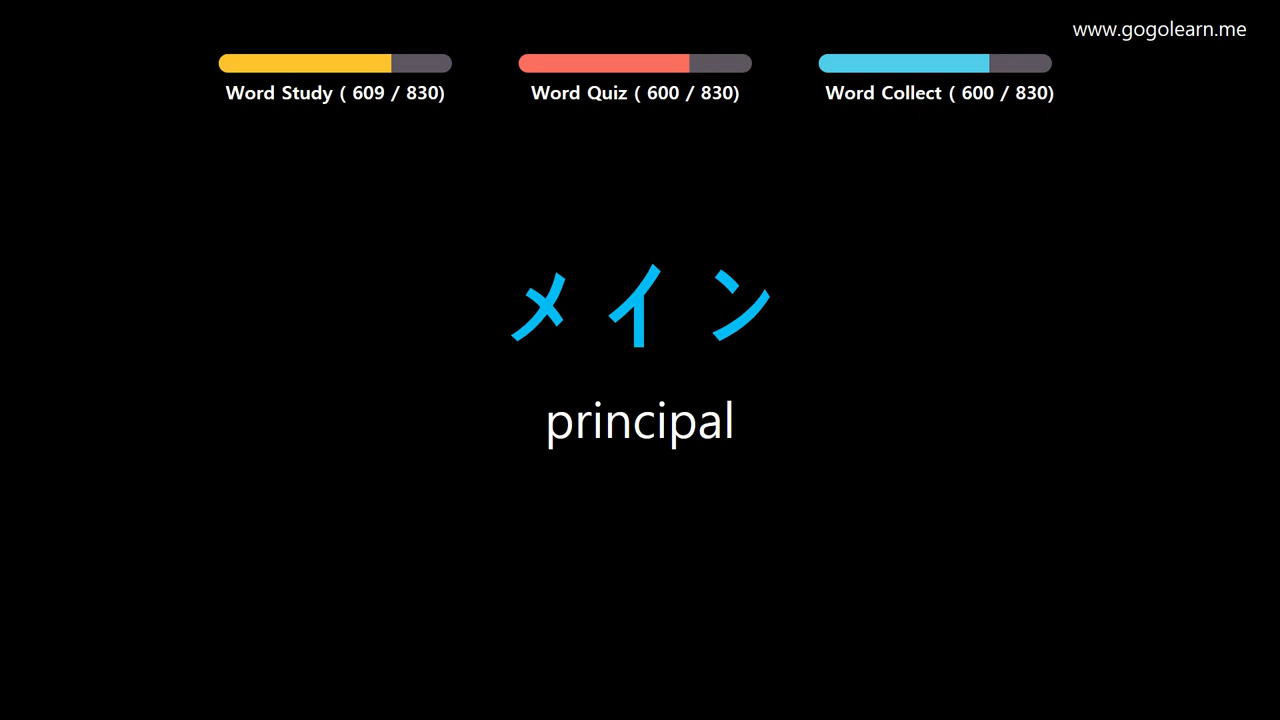 www.gogolearn.me
Word Study ( 609 / 830)
Word Quiz ( 600 / 830)
Word Collect ( 600 / 830)
メイン
principal